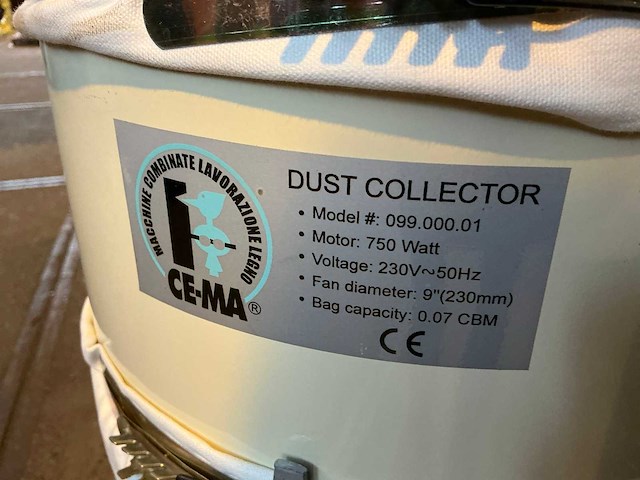 MACCHINE COMBINATE LAVORAZIONE LEGNO
CE-MA®
DUST COLLECTOR
• Model #: 099.000.01
• Motor: 750 Watt
• Voltage: 230V~50Hz
• Fan diameter: 9"(230mm)
• Bag capacity: 0.07 CBM
CE